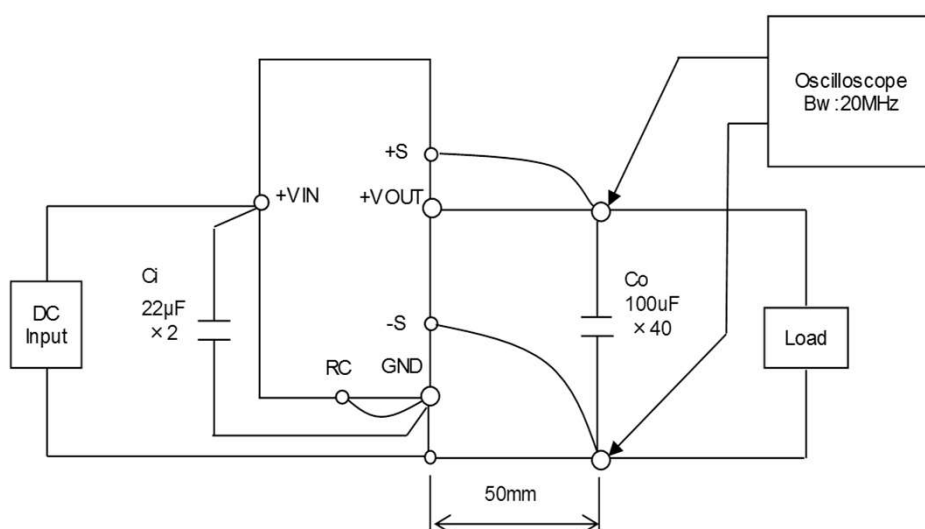 Oscilloscope
Bw :20MHz
+S
+VIN
+VOUT
Ci
22μF
×2
DC
Input
Co
100uF
×40
-S
Load
RC
GND
50mm